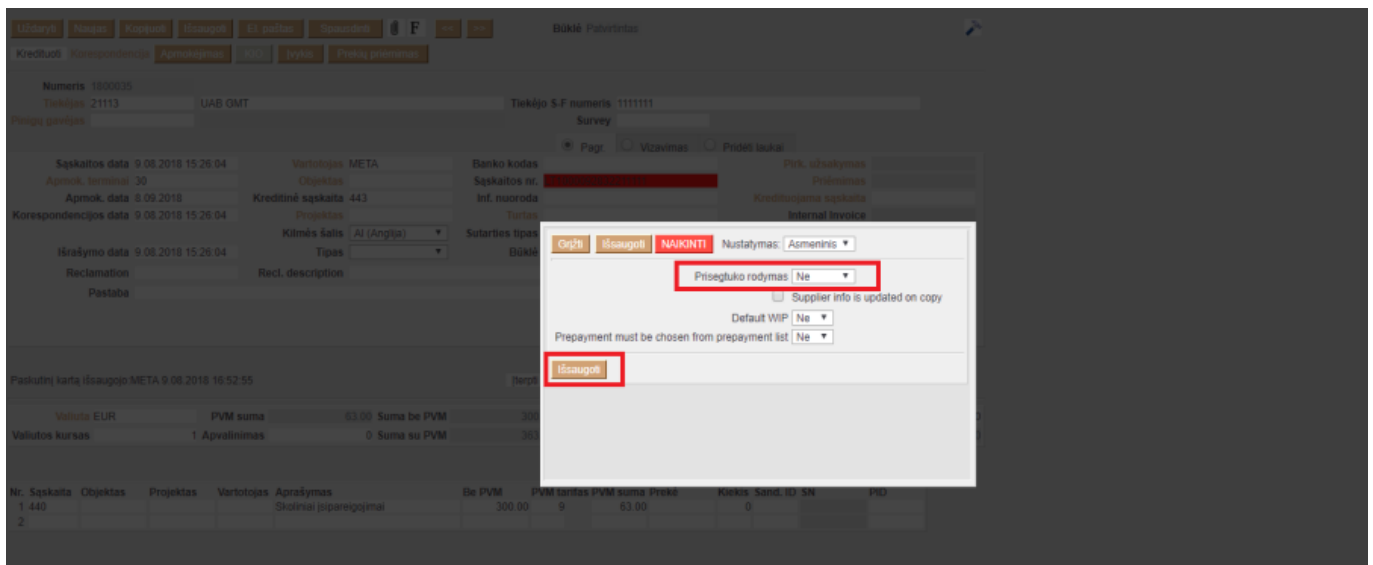 Uždaryti Naujas Kopijuoti Išsaugoti El. paštas Spausdinti F << >> Būklė Patvirtintas
Kredituoti Korespondencija Apmokėjimas Įvykis Prekių priėmimas
Numeris 1800035
Tiekėjas 21113 UAB GMT Tiekėjo S-F numeris 1111111
Pinigų gavėjas Survey
Pagr. Vizavimas Pridėti laukai
Sąskaitos data 9.08.2018 15:26:04 Vartotojas META Banko kodas Pirk. užsakymas
Apmok. terminai 30 Objektas Sąskaitos nr. Priėmimas
Apmok. data 8.09.2018 Kreditinė sąskaita 443 Inf. nuoroda Kredituojama sąskaita
Korespondencijos data 9.08.2018 15:26:04 Projektas Turtas Internal Invoice
Kilmės šalis AI (Anglija) Sutarties tipas
Išrašymo data 9.08.2018 15:26:04 Tipas Būklė
Reclamation Recl. description
Pastaba
Grįžti Išsaugoti NAIKINTI Nustatymas: Asmeninis
Prisegtuko rodymas Ne
Supplier info is updated on copy
Default WIP Ne
Prepayment must be chosen from prepayment list Ne
Išsaugoti
Paskutinį kartą išsaugojo META 9.08.2018 16:52:55 Įterpti
Valiuta EUR PVM suma 63.00 Suma be PVM 300
Valiutos kursas 1 Apvalinimas 0 Suma su PVM 363
Nr. Sąskaita Objektas Projektas Vartotojas Aprašymas Be PVM PVM tarifas PVM suma Prekė Kiekis Sand. ID SN PID
1 440 Skoliniai įsipareigojimai 300.00 9 63.00 0
2